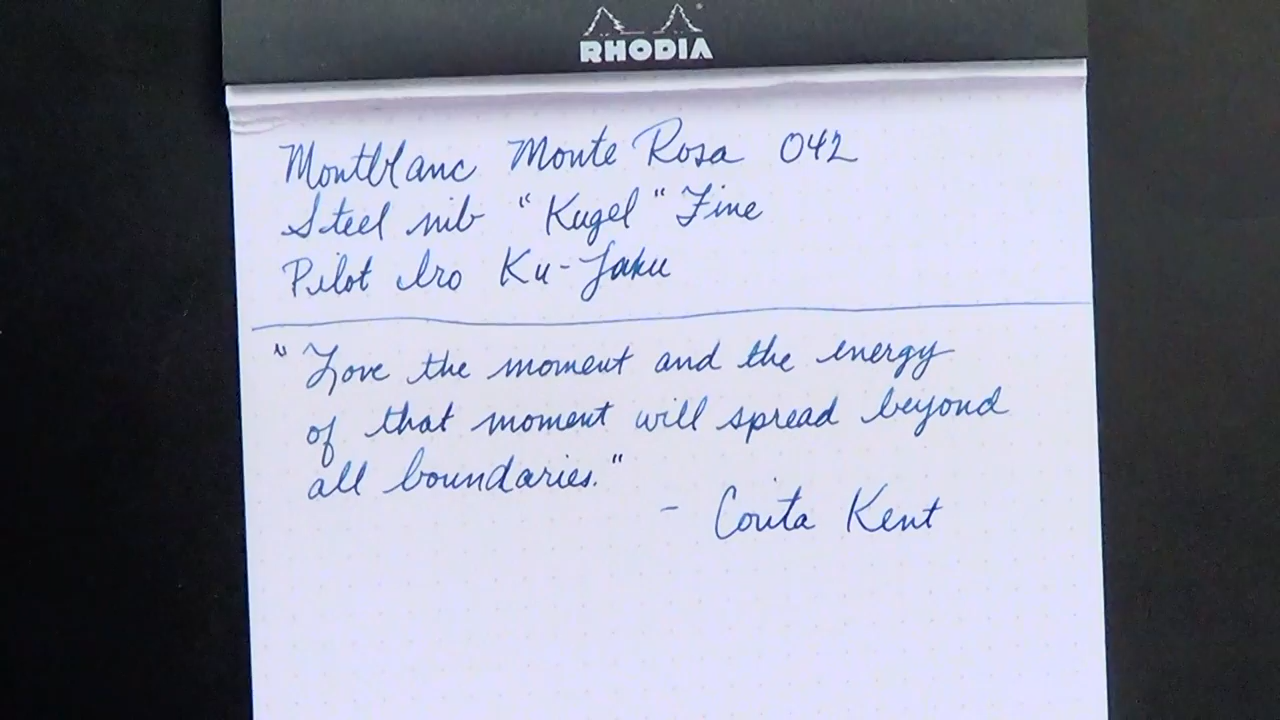 RHODIA
Montblanc Monte Rosa 042
Steel nib "Kugel" Fine
Pilot Iro Ku-Jaku
"Love the moment and the energy
of that moment will spread beyond
all boundaries."
- Corita Kent